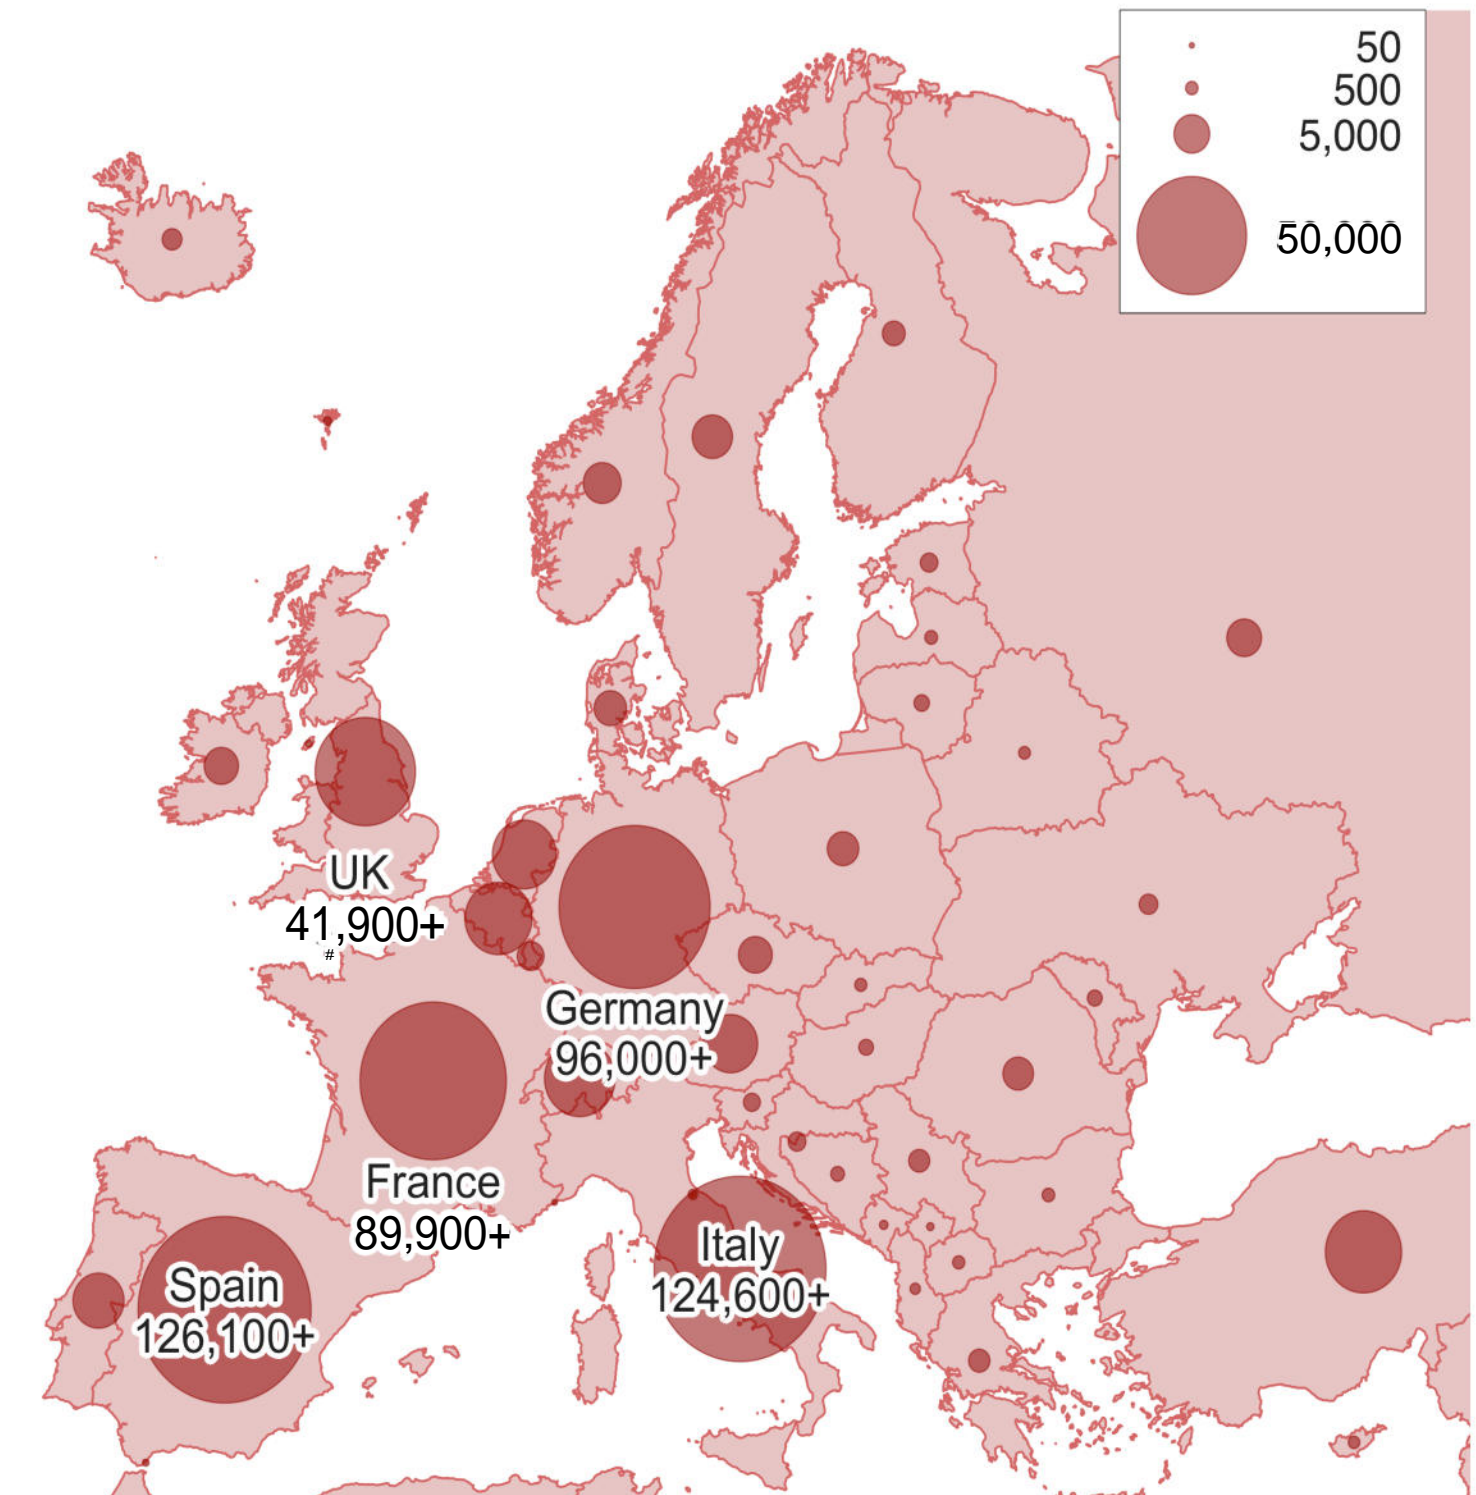 50
500
5,000
50,000
UK
41,900+
#
Germany
96,000+
France
89,900+
Italy
124,600+
Spain
126,100+